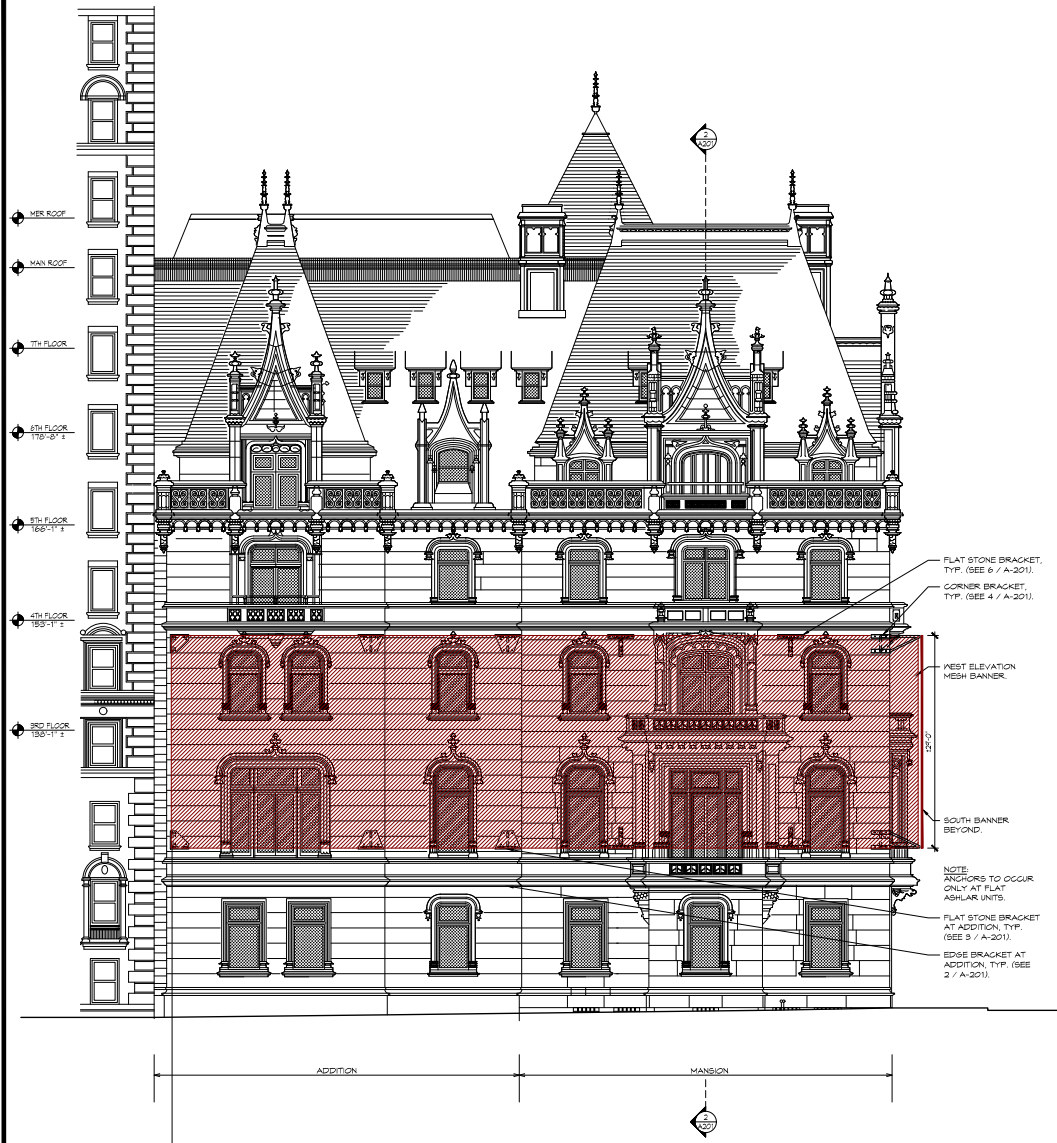 2
A201
MER ROOF
MAIN ROOF
7TH FLOOR
6TH FLOOR
178'-8" ±
5TH FLOOR
166'-1" ±
4TH FLOOR
153'-1" ±
3RD FLOOR
138'-1" ±
FLAT STONE BRACKET,
TYP. (SEE 6 / A-201).
CORNER BRACKET,
TYP. (SEE 4 / A-201).
WEST ELEVATION
MESH BANNER.
SOUTH BANNER
BEYOND.
NOTE:
ANCHORS TO OCCUR
ONLY AT FLAT
ASHLAR UNITS.
FLAT STONE BRACKET
AT ADDITION, TYP.
(SEE 3 / A-201).
EDGE BRACKET AT
ADDITION, TYP. (SEE
2 / A-201).
ADDITION
MANSION
2
A201